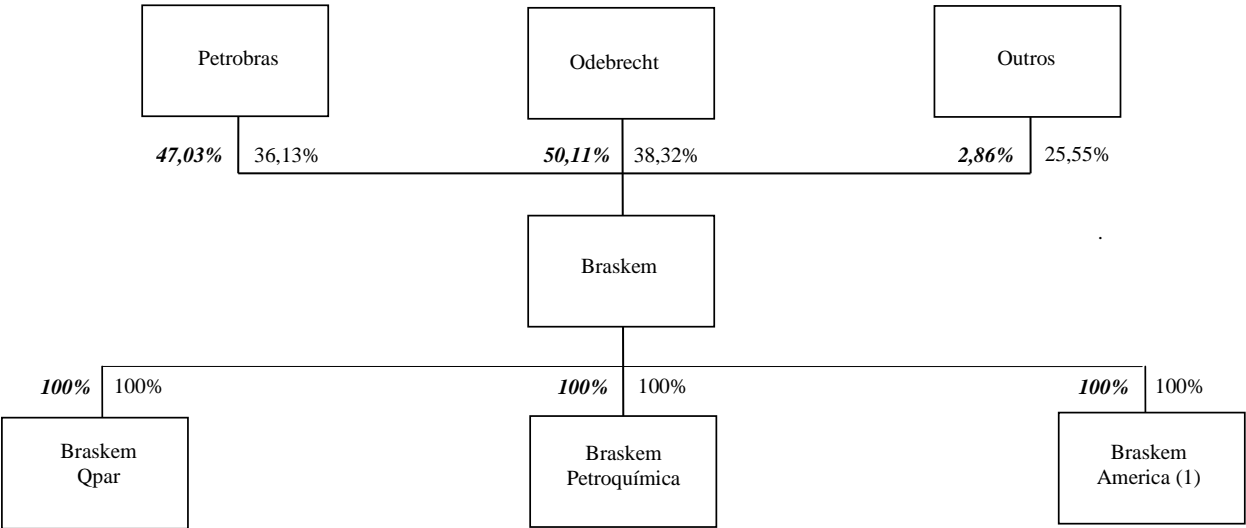 Petrobras
Odebrecht
Outros
47,03% 36,13%
50,11% 38,32%
2,86% 25,55%
.
Braskem
100% 100%
100% 100%
100% 100%
Braskem
Qpar
Braskem
Petroquímica
Braskem
America (1)